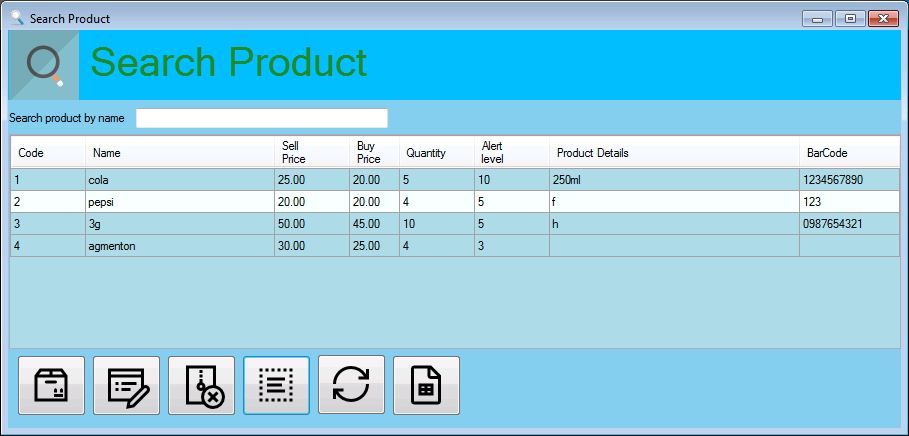 Search Product
Search Product
Search product by name
Code Name Sell Price Buy Price Quantity Alert level Product Details BarCode
1 cola 25.00 20.00 5 10 250ml 1234567890
2 pepsi 20.00 20.00 4 5 f 123
3 3g 50.00 45.00 10 5 h 0987654321
4 agmenton 30.00 25.00 4 3